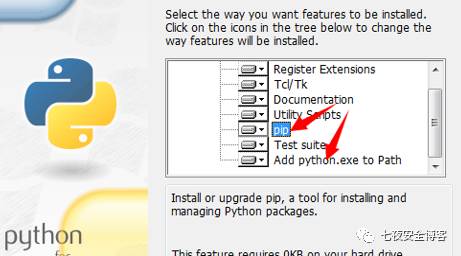 Select the way you want features to be installed.
Click on the icons in the tree below to change the
way features will be installed.
Register Extensions
Tcl/Tk
Documentation
Utility Scripts
pip
Test suite
Add python.exe to Path
Install or upgrade pip, a tool for installing and
managing Python packages.
This feature requires 0KB on your hard drive
python
for
七夜安全博客